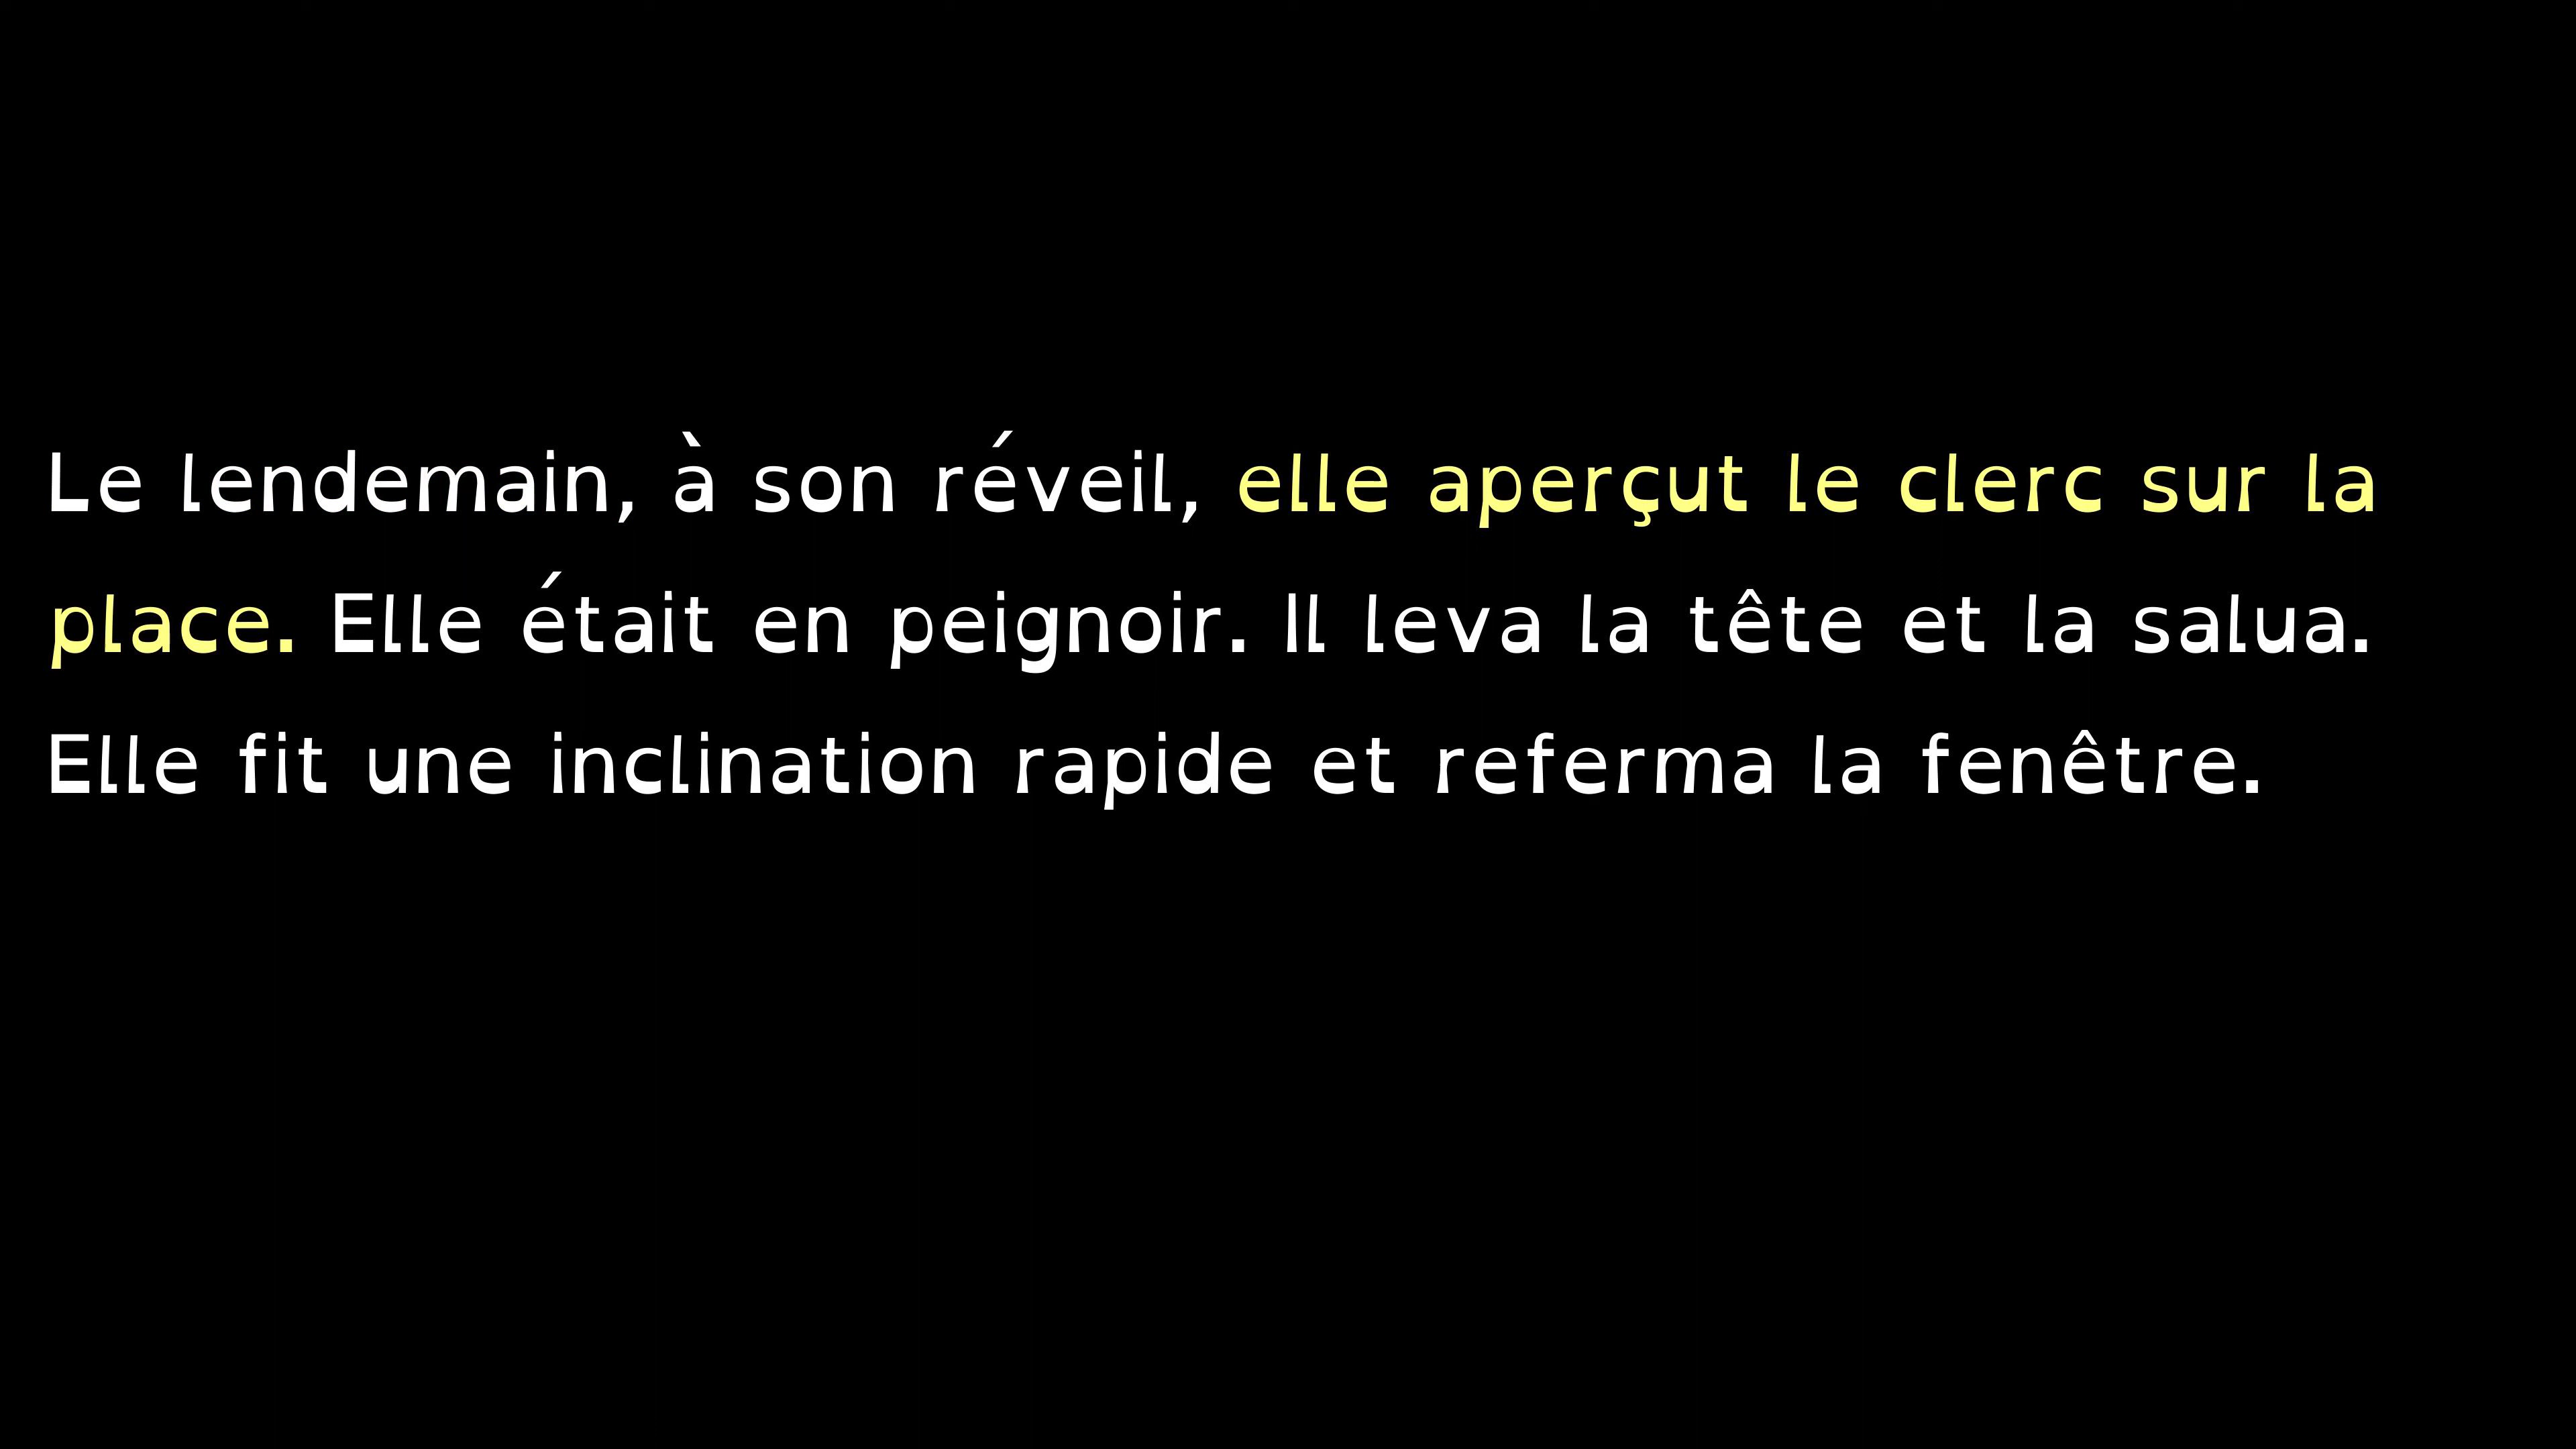 Le lendemain, à son réveil, elle aperçut le clerc sur la
place. Elle était en peignoir. Il leva la tête et la salua.
Elle fit une inclination rapide et referma la fenêtre.